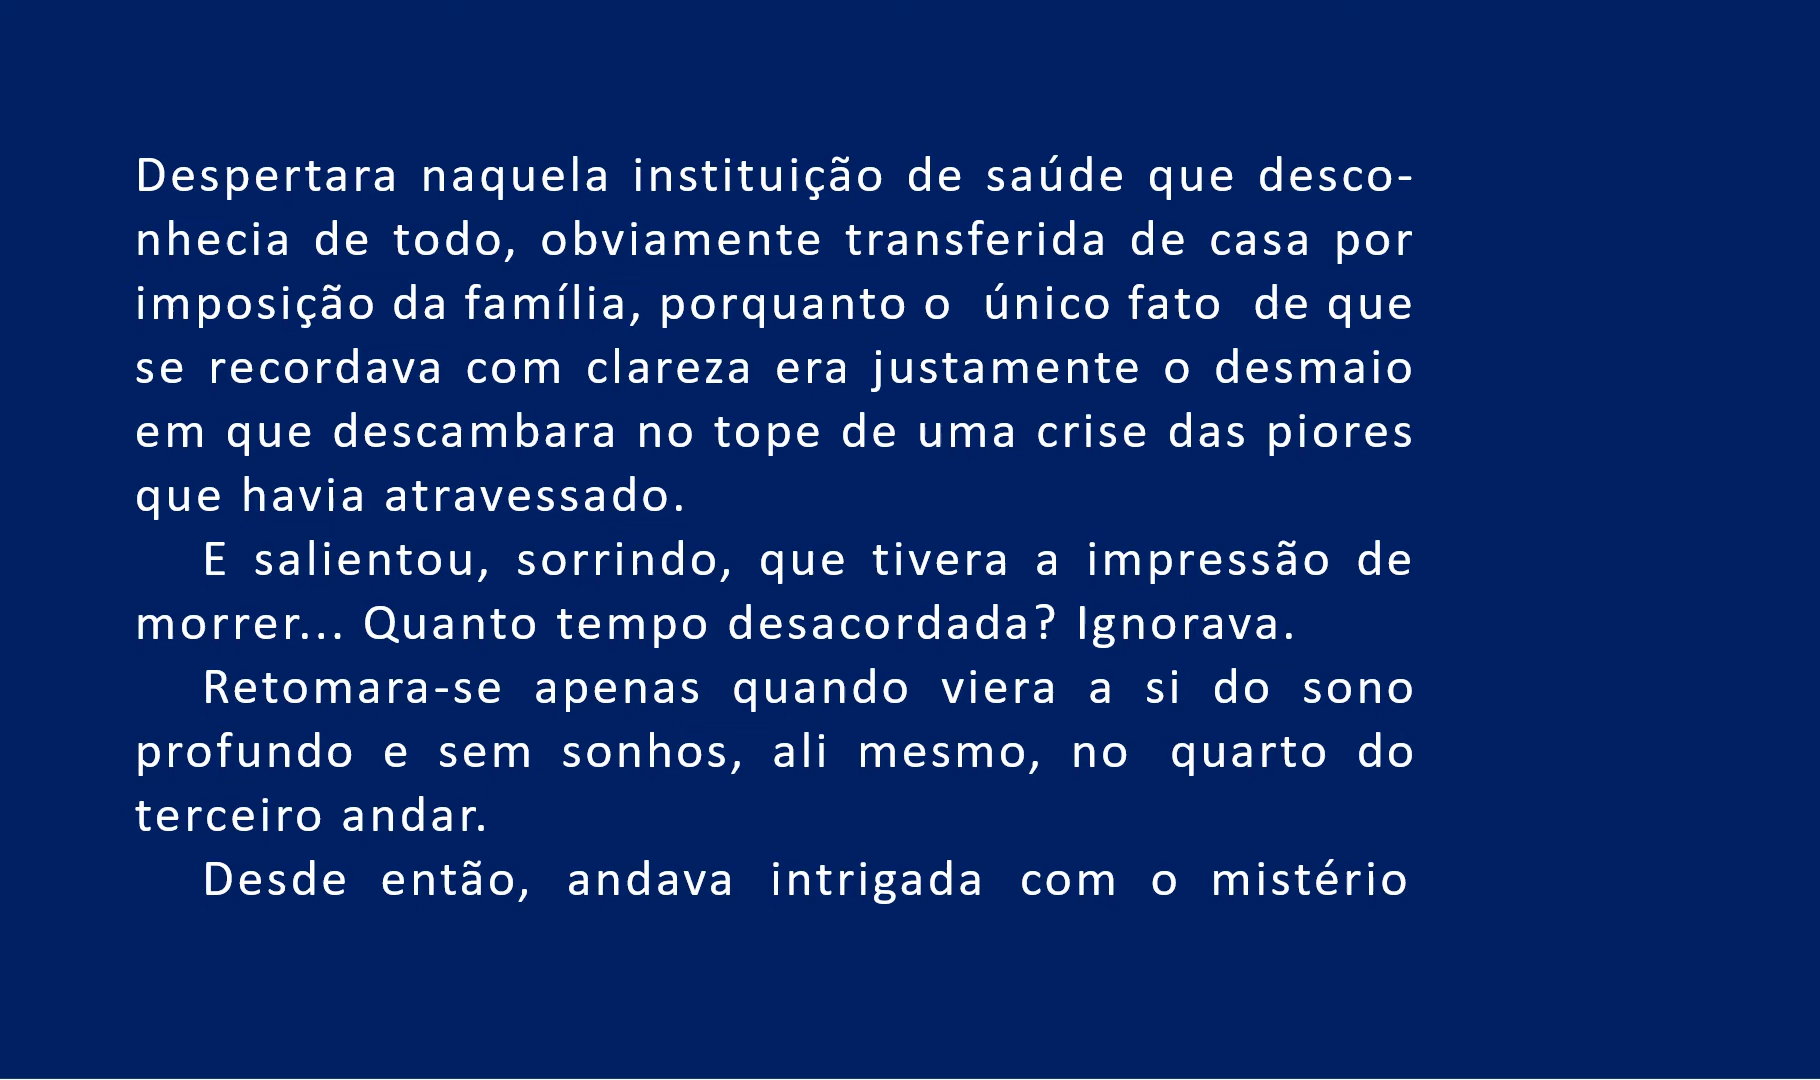 Despertara naquela instituição de saúde que desco-
nhecia de todo, obviamente transferida de casa por
imposição da família, porquanto o único fato de que
se recordava com clareza era justamente o desmaio
em que descambara no tope de uma crise das piores
que havia atravessado.
E salientou, sorrindo, que tivera a impressão de
morrer... Quanto tempo desacordada? Ignorava.
Retomara-se apenas quando viera a si do sono
profundo e sem sonhos, ali mesmo, no quarto do
terceiro andar.
Desde então, andava intrigada com o mistério